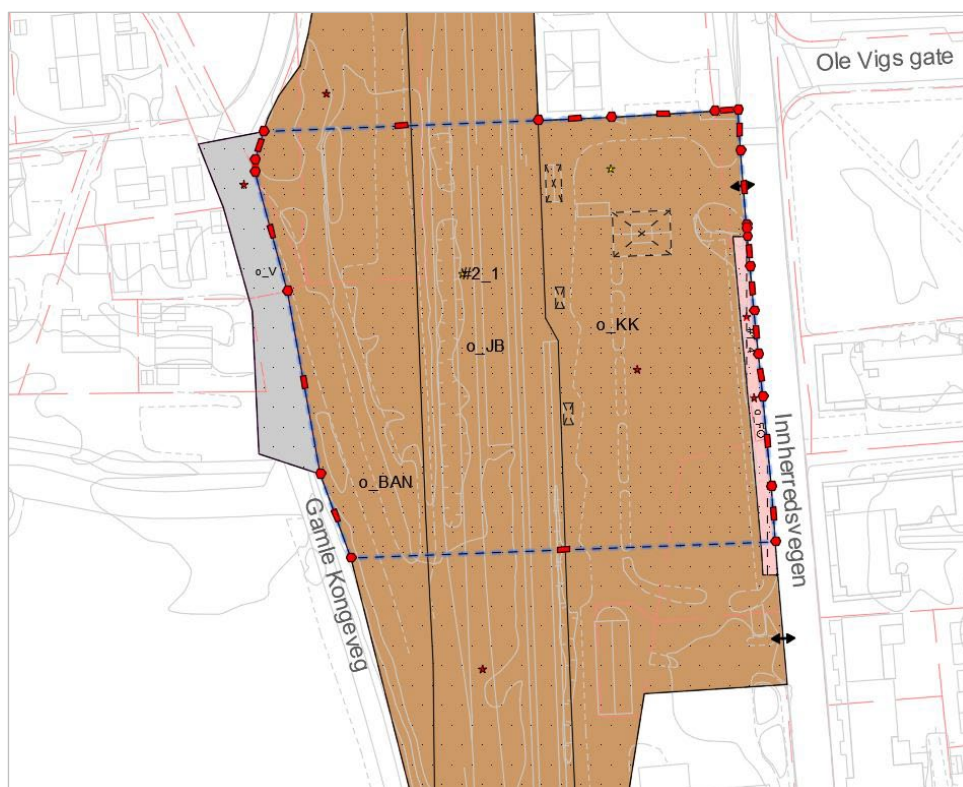 Ole Vigs gate
o_V
#2_1
o_KK
o_JB
o_BAN
Innherredsvegen
Gamle Kongeveg